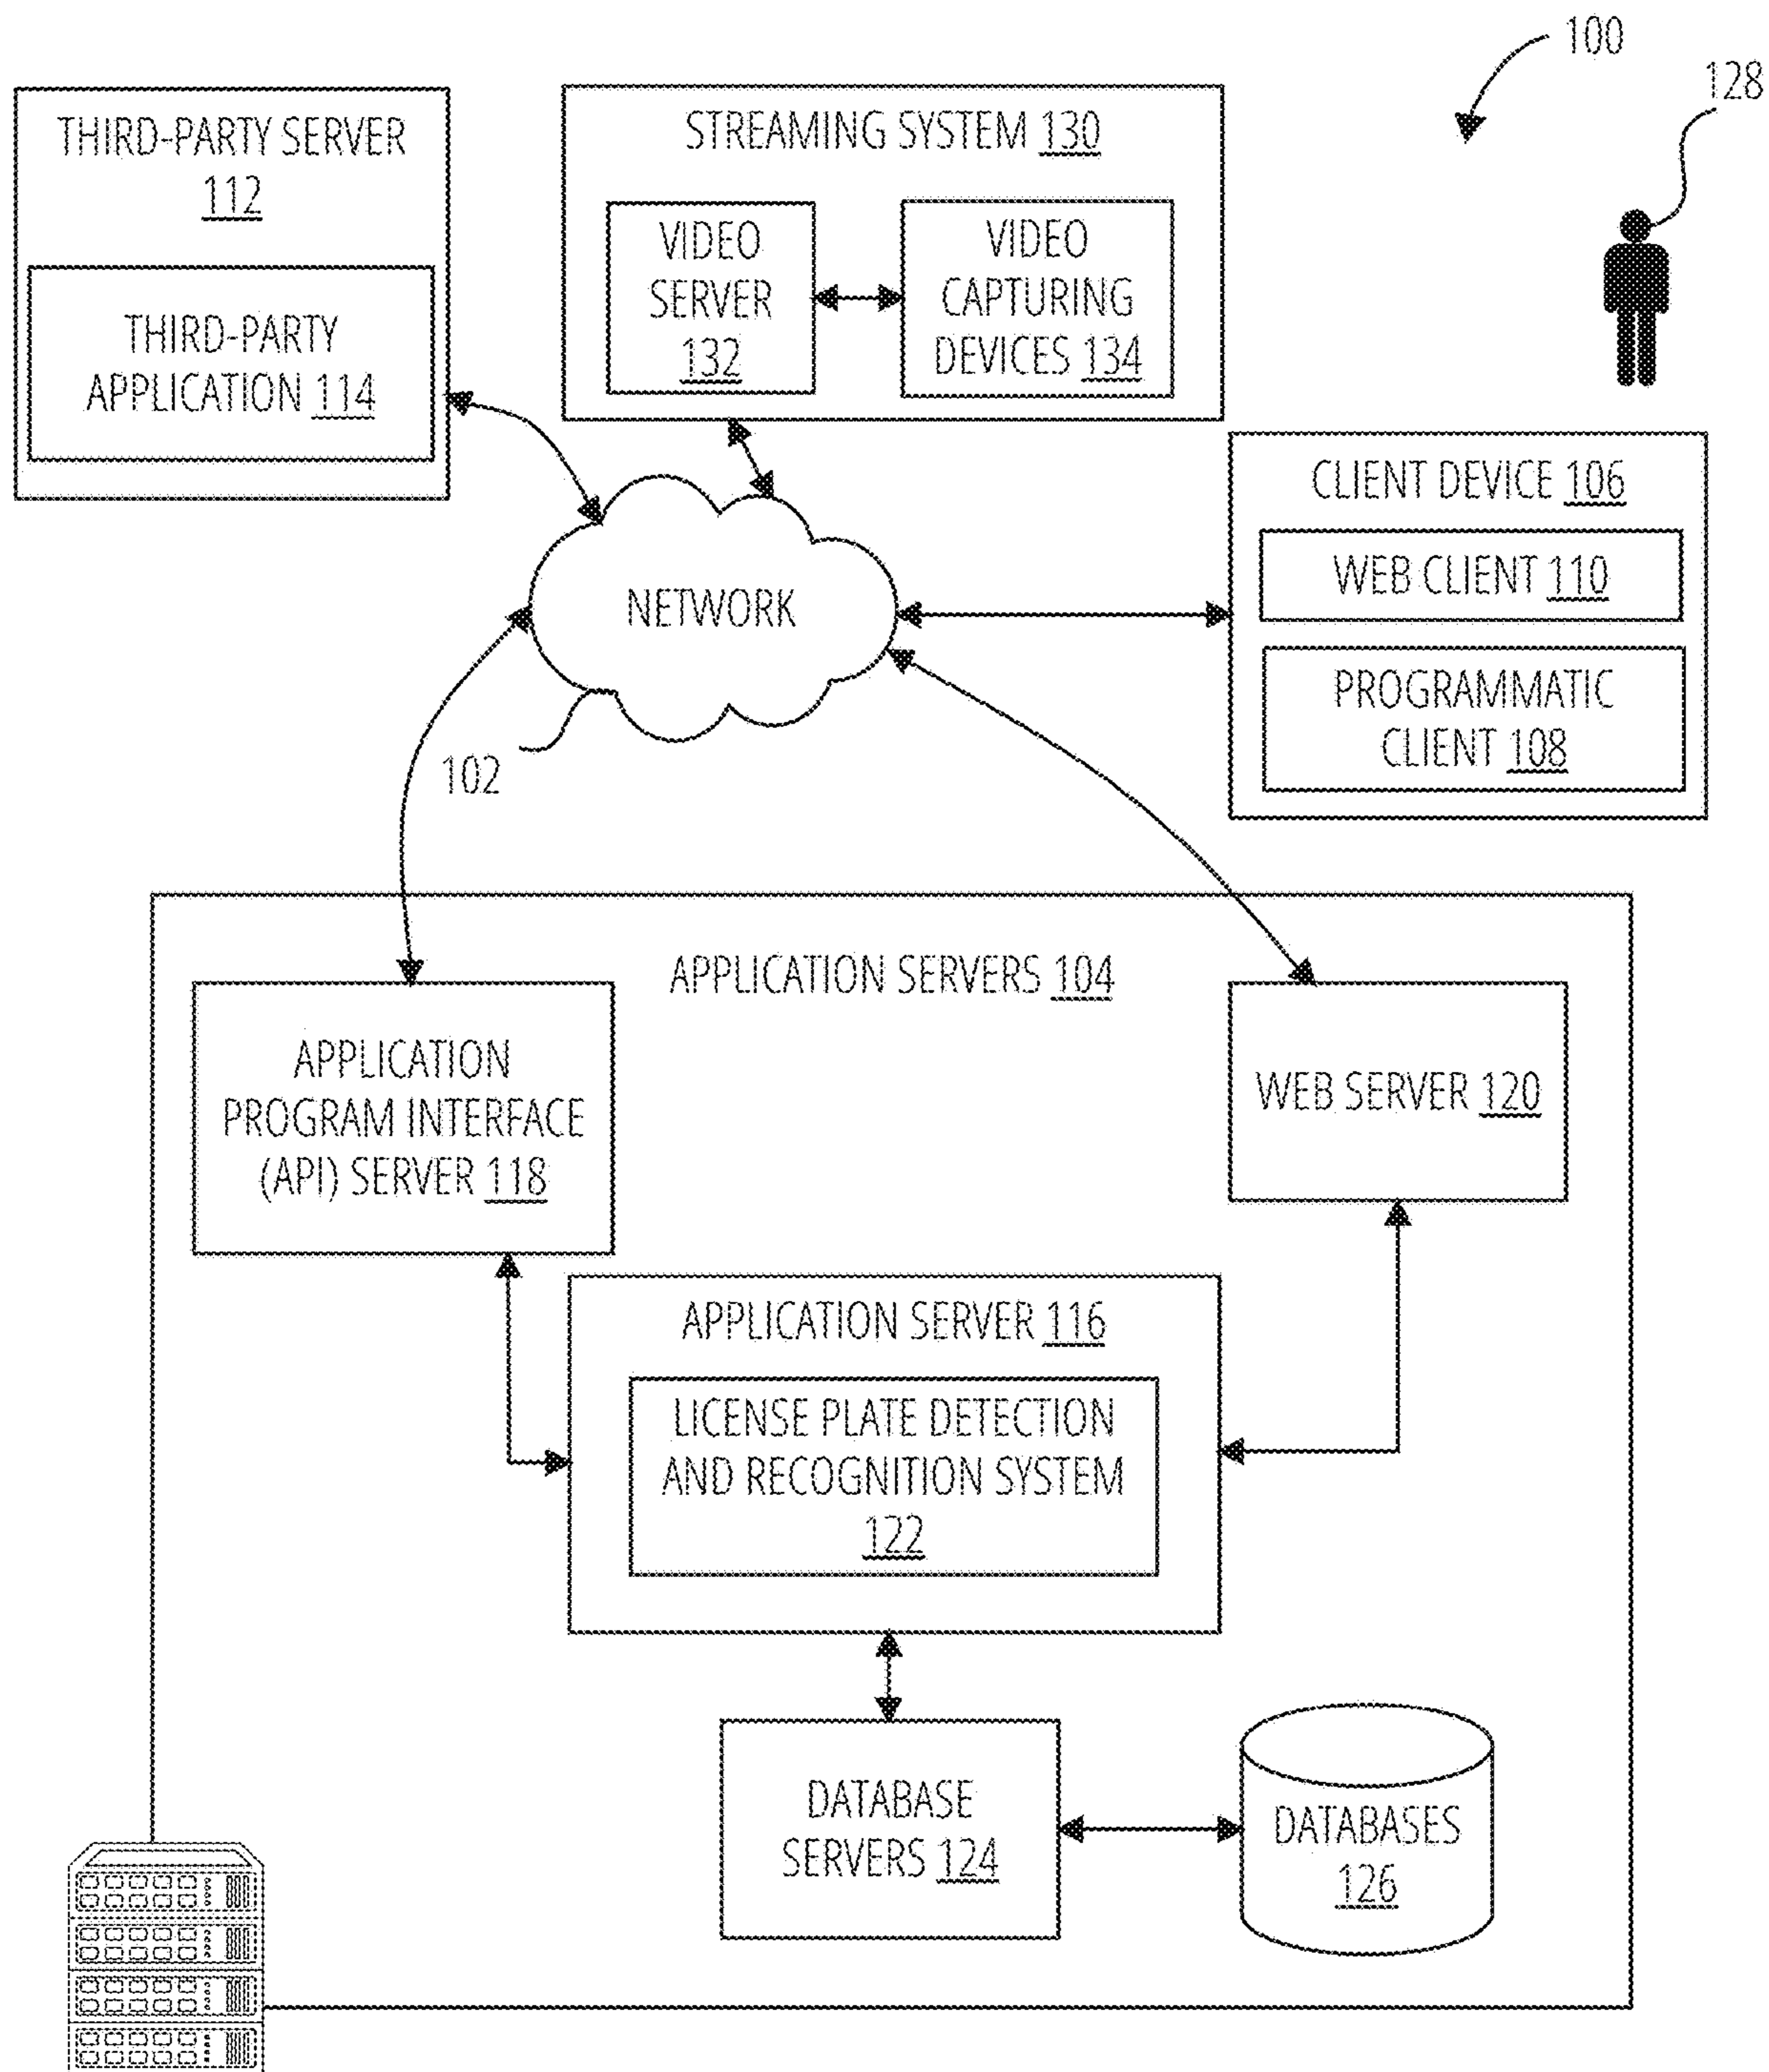 100
128
THIRD-PARTY SERVER
112
THIRD-PARTY
APPLICATION 114
STREAMING SYSTEM 130
VIDEO
SERVER
132
VIDEO
CAPTURING
DEVICES 134
CLIENT DEVICE 106
WEB CLIENT 110
PROGRAMMATIC
CLIENT 108
NETWORK
102
APPLICATION SERVERS 104
APPLICATION
PROGRAM INTERFACE
(API) SERVER 118
WEB SERVER 120
APPLICATION SERVER 116
LICENSE PLATE DETECTION
AND RECOGNITION SYSTEM
122
DATABASE
SERVERS 124
DATABASES
126